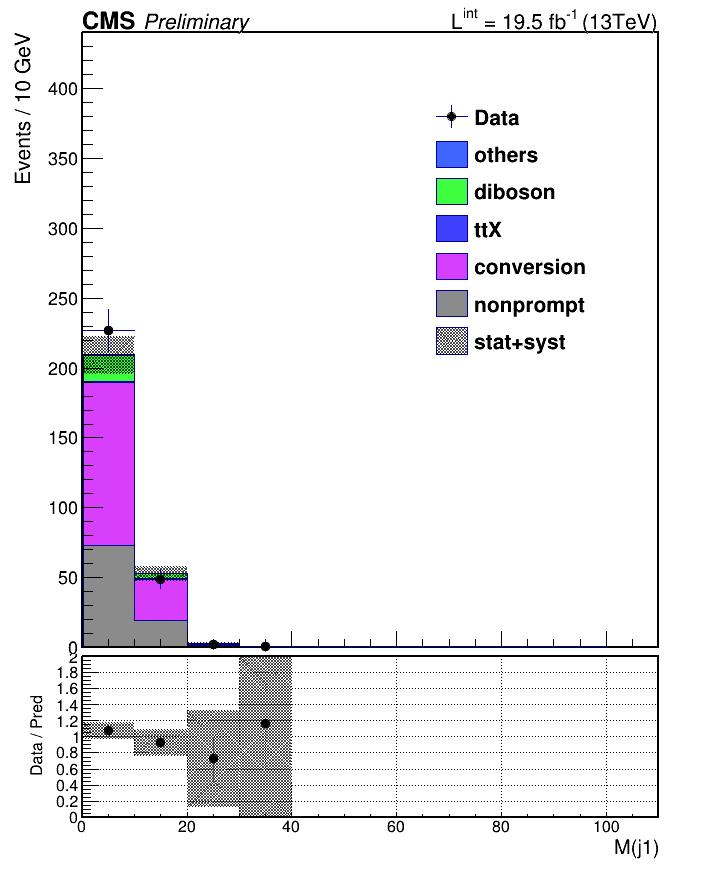 CMS Preliminary L^int = 19.5 fb^-1 (13TeV)
Events / 10 GeV
400
350
300
250
200
150
100
50
0
Data
others
diboson
ttX
conversion
nonprompt
stat+syst
Data / Pred
2
1.8
1.6
1.4
1.2
1
0.8
0.6
0.4
0.2
0
0 20 40 60 80 100
M(j1)